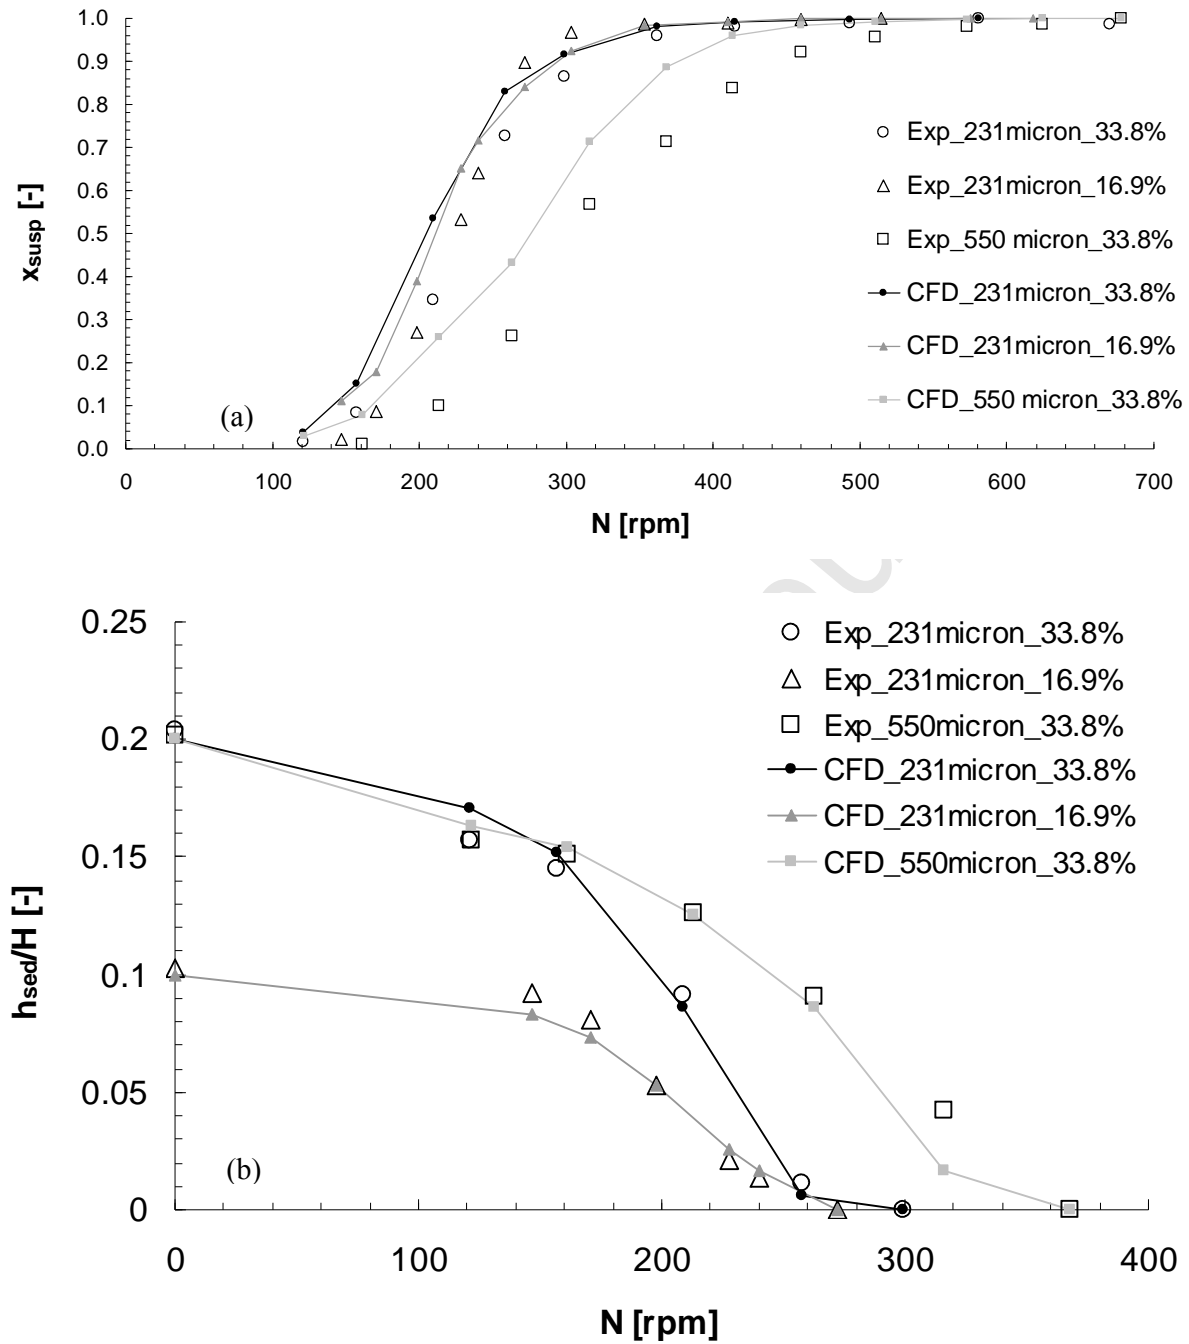 1.0
0.9
0.8
0.7
0.6
0.5
0.4
0.3
0.2
0.1
0.0
xsusp [-]
(a)
Exp_231micron_33.8%
Exp_231micron_16.9%
Exp_550 micron_33.8%
CFD_231micron_33.8%
CFD_231micron_16.9%
CFD_550 micron_33.8%
0 100 200 300 400 500 600 700
N [rpm]
0.25
0.2
0.15
0.1
0.05
0
hsed/H [-]
(b)
Exp_231micron_33.8%
Exp_231micron_16.9%
Exp_550micron_33.8%
CFD_231micron_33.8%
CFD_231micron_16.9%
CFD_550micron_33.8%
0 100 200 300 400
N [rpm]